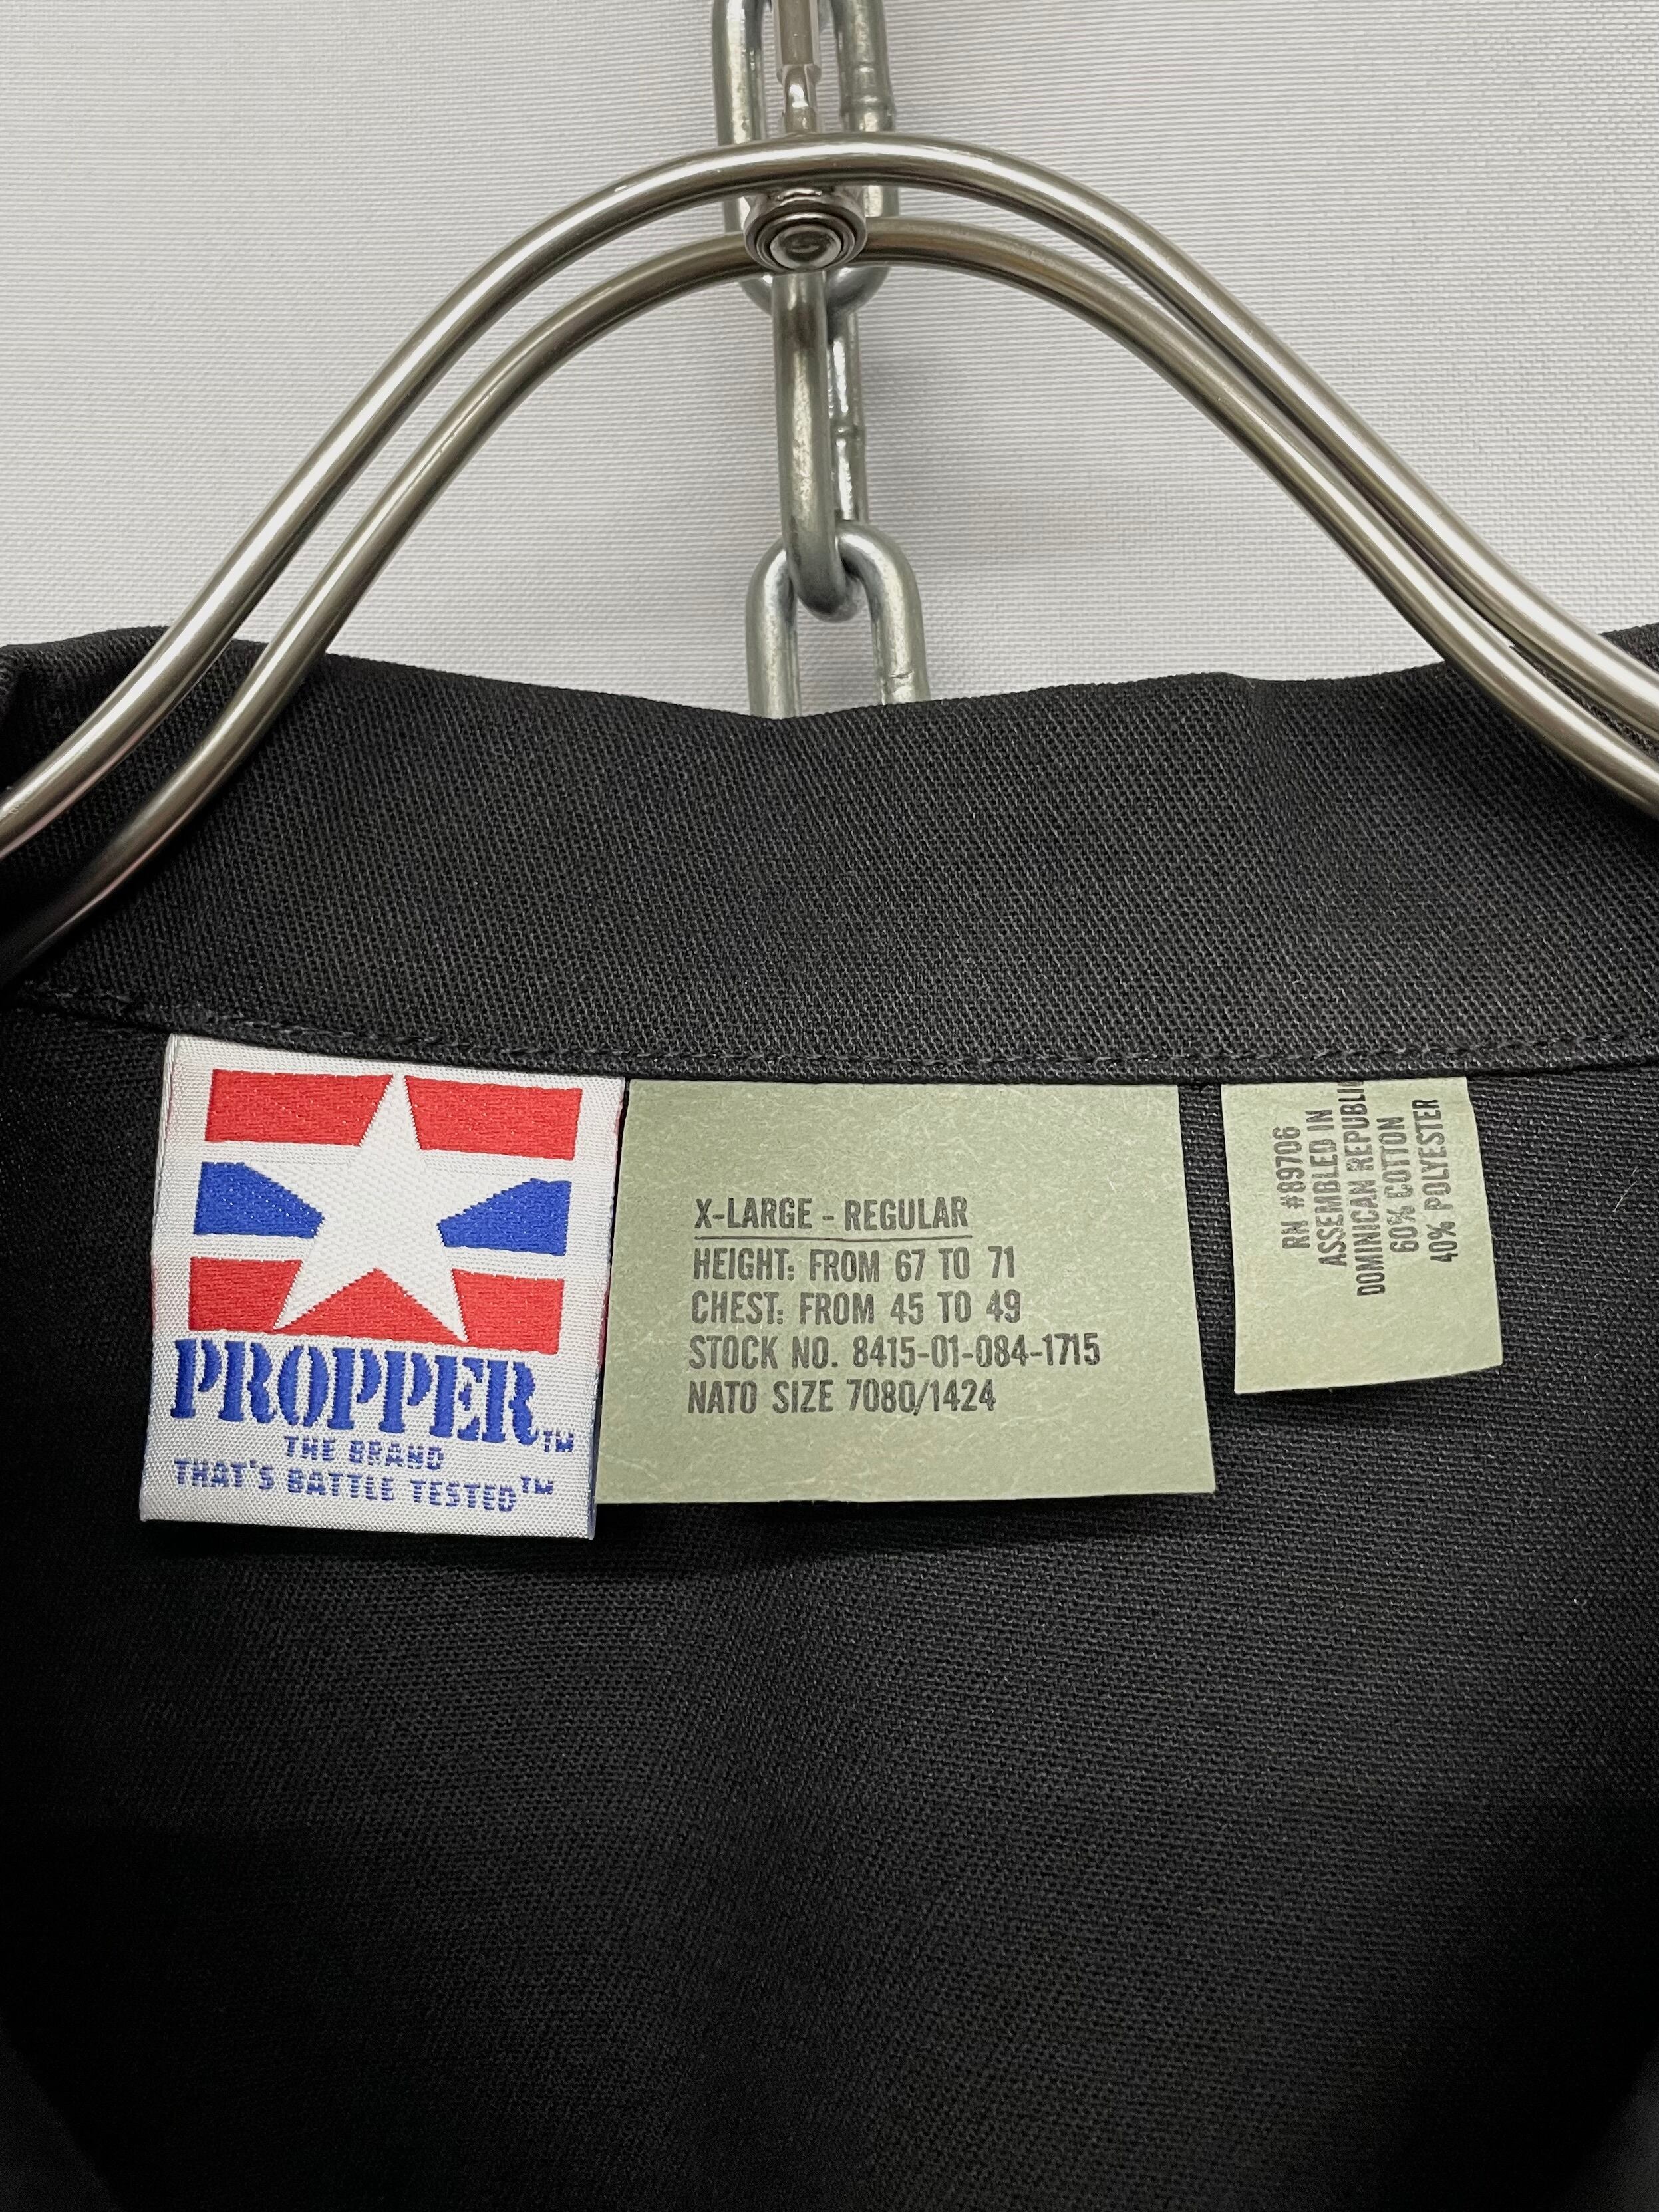 PROPPER™
THE BRAND
THAT'S BATTLE TESTED™
X-LARGE - REGULAR
HEIGHT: FROM 67 TO 71
CHEST: FROM 45 TO 49
STOCK NO. 8415-01-084-1715
NATO SIZE 7080/1424
RN #89706
ASSEMBLED IN
DOMINICAN REPUBLI
60% COTTON
40% POLYESTER